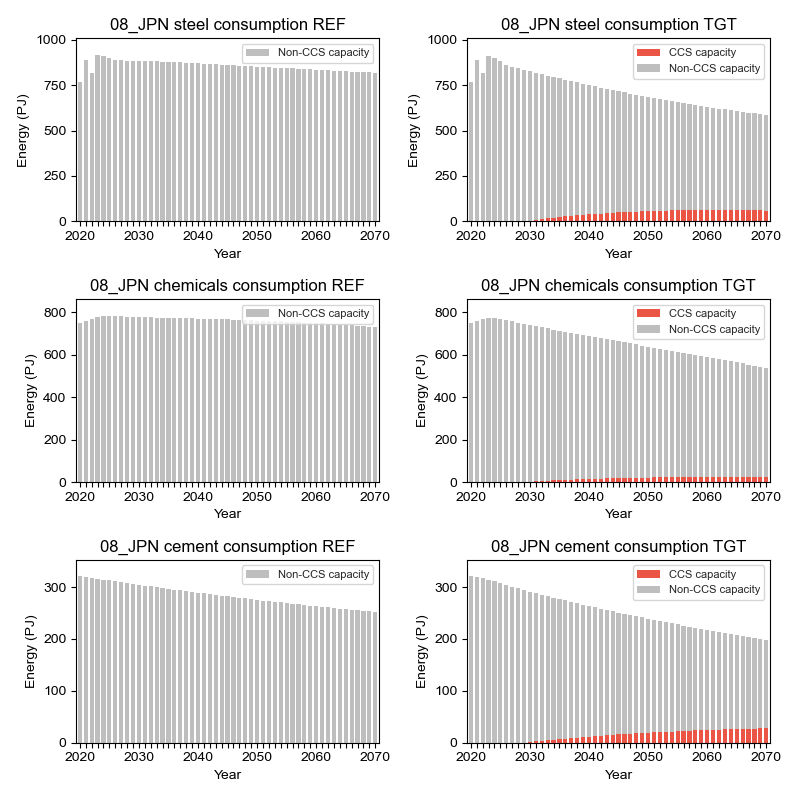 08_JPN steel consumption REF
08_JPN steel consumption TGT
Energy (PJ)
1000
750
500
250
0
Non-CCS capacity
2020 2030 2040 2050 2060 2070
Year
Energy (PJ)
1000
750
500
250
0
CCS capacity
Non-CCS capacity
2020 2030 2040 2050 2060 2070
Year
08_JPN chemicals consumption REF
08_JPN chemicals consumption TGT
Energy (PJ)
800
600
400
200
0
Non-CCS capacity
2020 2030 2040 2050 2060 2070
Year
Energy (PJ)
800
600
400
200
0
CCS capacity
Non-CCS capacity
2020 2030 2040 2050 2060 2070
Year
08_JPN cement consumption REF
08_JPN cement consumption TGT
Energy (PJ)
300
200
100
0
Non-CCS capacity
2020 2030 2040 2050 2060 2070
Year
Energy (PJ)
300
200
100
0
CCS capacity
Non-CCS capacity
2020 2030 2040 2050 2060 2070
Year